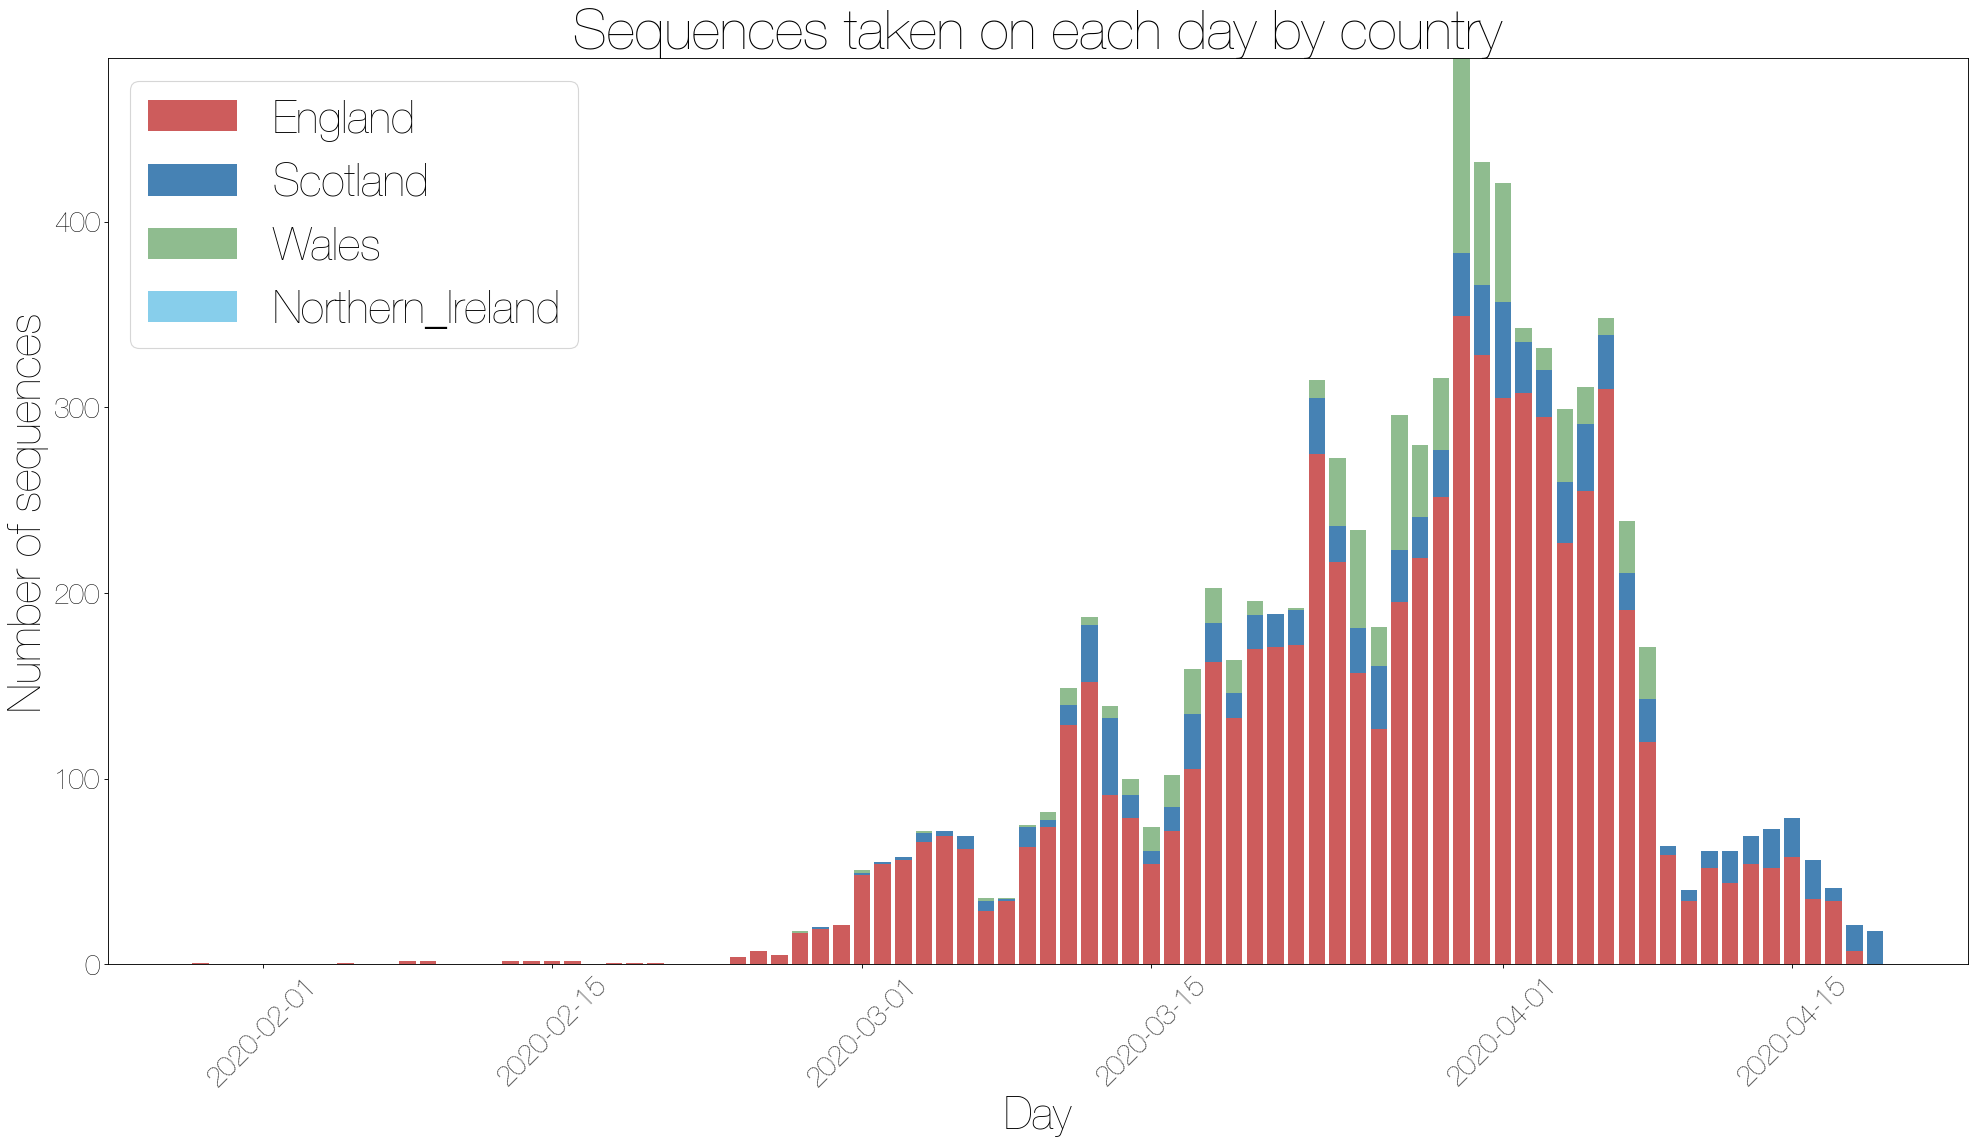 Sequences taken on each day by country
England
Scotland
Wales
Northern_Ireland
Number of sequences
400
300
200
100
0
2020-02-01
2020-02-15
2020-03-01
2020-03-15
2020-04-01
2020-04-15
Day